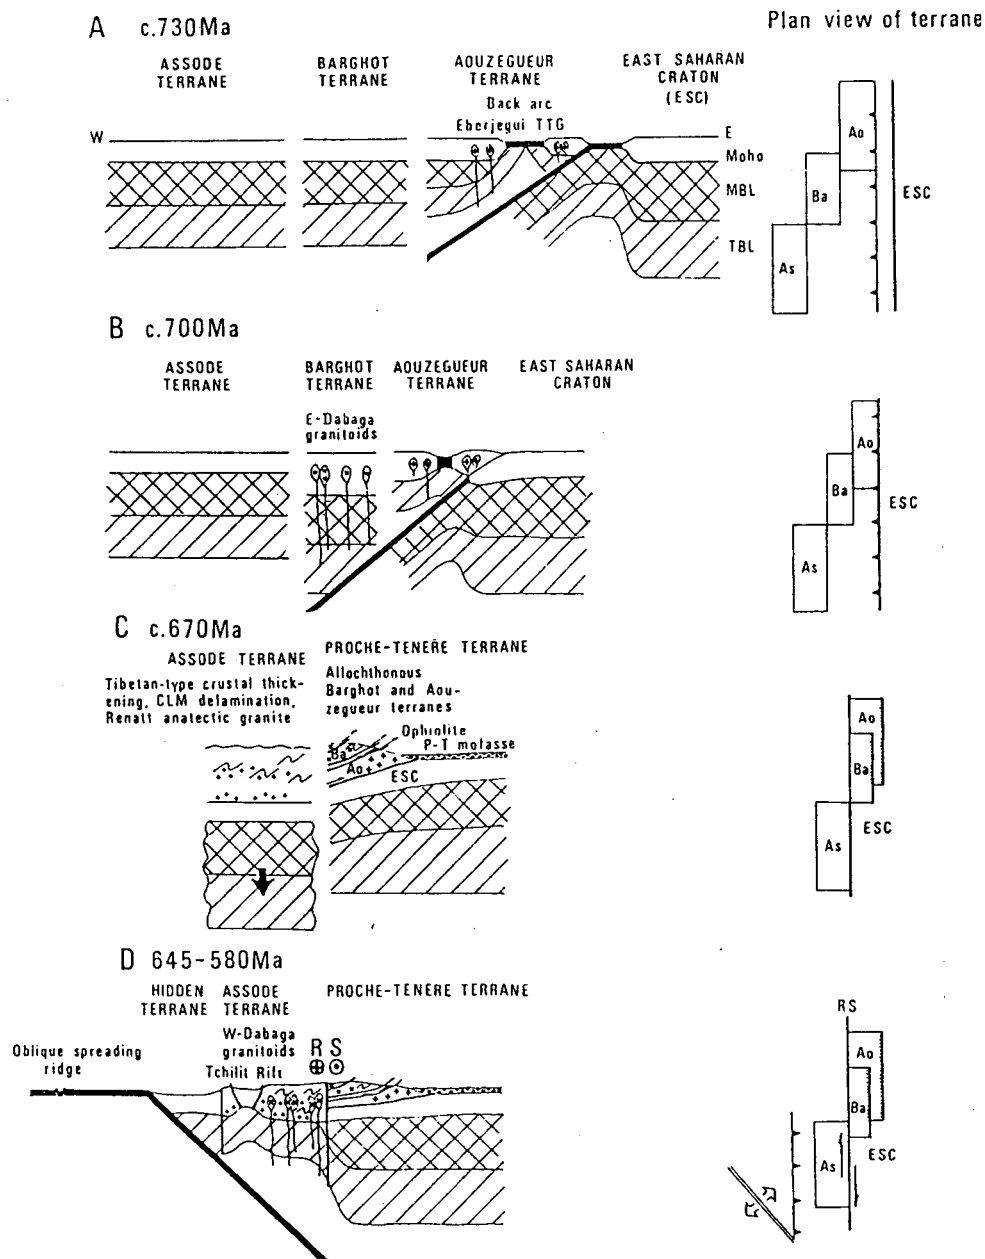 Plan view of terrane
A c.730Ma
ASSODE
TERRANE
BARGHOT
TERRANE
AOUZEGUEUR
TERRANE
EAST SAHARAN
CRATON
(ESC)
Back arc
Eberjegui TTG
W
E
Moho
MBL
TBL
Ao
Ba
As
ESC
B c.700Ma
ASSODE
TERRANE
BARGHOT
TERRANE
AOUZEGUEUR
TERRANE
EAST SAHARAN
CRATON
E-Dabaga
granitoids
Ao
Ba
As
ESC
C c.670Ma
ASSODE TERRANE
Tibetan-type crustal thick-
ening, CLM delamination,
Renatt anatectic granite
PROCHE-TENERE TERRANE
Allochthonous
Barghot and Aou-
zegueur terranes
Ophiolite
P-T molasse
Ba
Ao
ESC
Ao
Ba
As
ESC
D 645-580Ma
HIDDEN
TERRANE
ASSODE
TERRANE
PROCHE-TENERE TERRANE
W-Dabaga
granitoids
R S
Oblique spreading
ridge
Tchilit Rift
RS
Ao
Ba
As
ESC